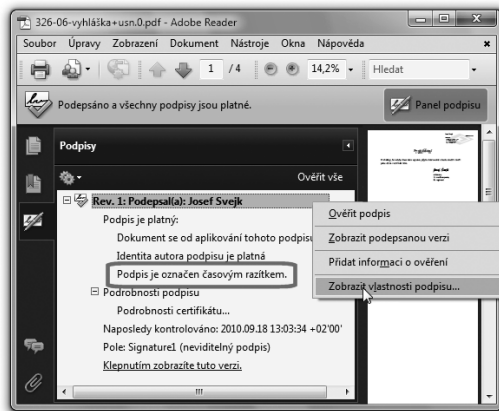 326-06-vyhláška+usn.0.pdf - Adobe Reader
Soubor Úpravy Zobrazení Dokument Nástroje Okna Nápověda
1 / 4 14,2% Hledat
Podepsáno a všechny podpisy jsou platné. Panel podpisu
Podpisy
Ověřit vše
Rev. 1: Podepsal(a): Josef Svejk
Podpis je platný:
Dokument se od aplikování tohoto podpisu
Identita autora podpisu je platná
Podpis je označen časovým razítkem.
Podrobnosti podpisu
Podrobnosti certifikátu...
Naposledy kontrolováno: 2010.09.18 13:03:34 +02'00'
Pole: Signature1 (neviditelný podpis)
Klepnutím zobrazíte tuto verzi.
Ověřit podpis
Zobrazit podepsanou verzi
Přidat informaci o ověření
Zobrazit vlastnosti podpisu...